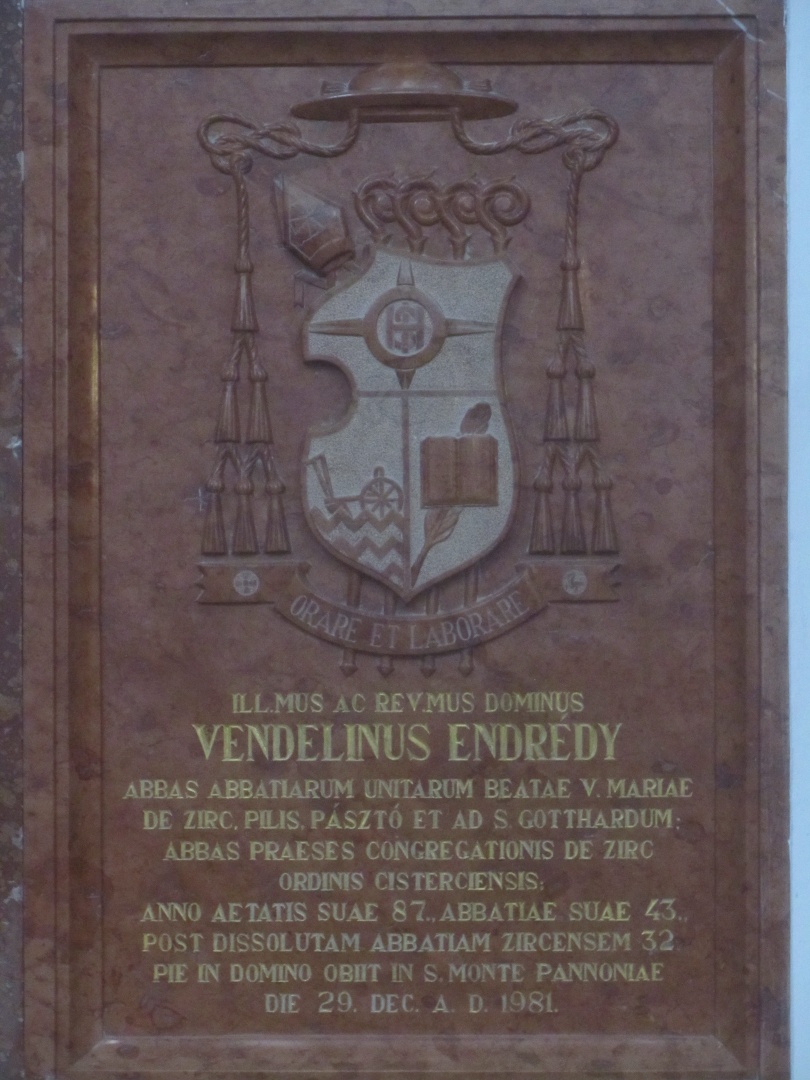 ORARE ET LABORARE
ILL.MUS AC REV.MUS DOMINUS
VENDELINUS ENDRÉDY
ABBAS ABBATIARUM UNITARUM BEATAE V. MARIAE
DE ZIRC, PILIS, PÁSZTÓ ET AD S. GOTTHARDUM;
ABBAS PRAESES CONGREGATIONIS DE ZIRC
ORDINIS CISTERCIENSIS;
ANNO AETATIS SUAE 87., ABBATIAE SUAE 43.,
POST DISSOLUTAM ABBATIAM ZIRCENSEM 32
PIE IN DOMINO OBIIT IN S. MONTE PANNONIAE
DIE 29. DEC. A. D. 1981.